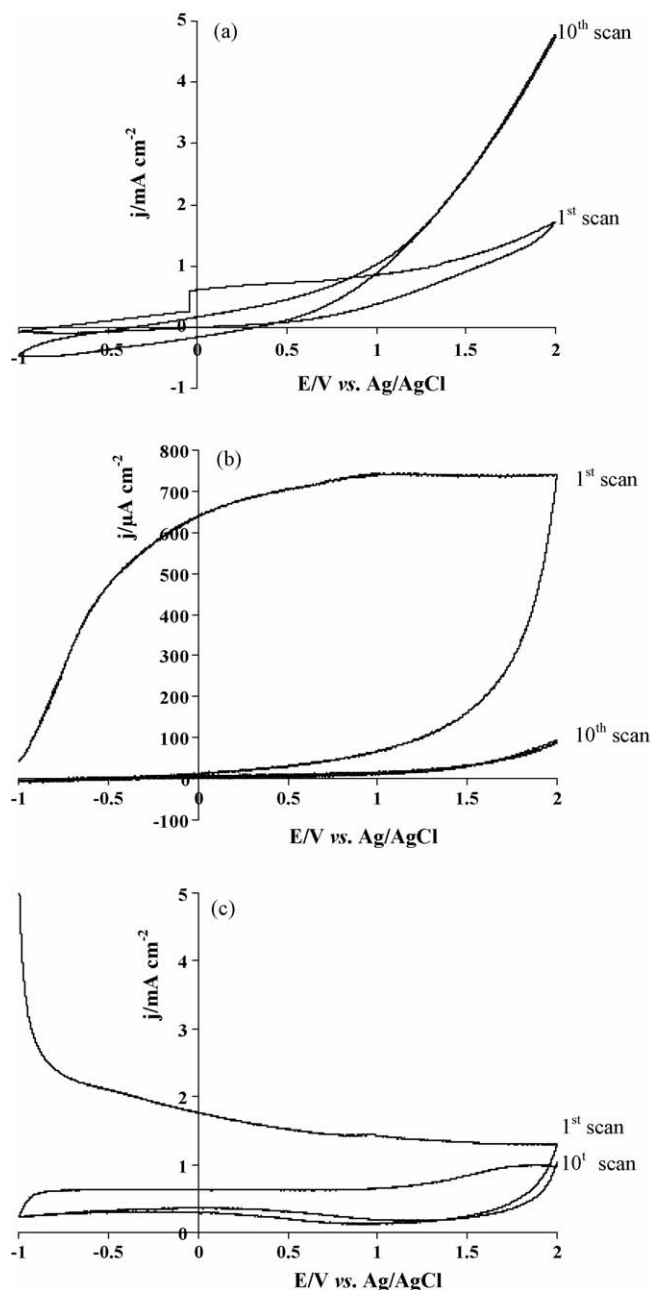 (a)
5
4
3
2
1
0
-1
j/mA cm⁻²
10ᵗʰ scan
1ˢᵗ scan
-1
-0.5
0
0.5
1
1.5
2
E/V vs. Ag/AgCl
(b)
800
700
600
500
400
300
200
100
0
-100
j/µA cm⁻²
1ˢᵗ scan
10ᵗʰ scan
-1
-0.5
0
0.5
1
1.5
2
E/V vs. Ag/AgCl
(c)
5
4
3
2
1
0
j/mA cm⁻²
1ˢᵗ scan
10ᵗ scan
-1
-0.5
0
0.5
1
1.5
2
E/V vs. Ag/AgCl